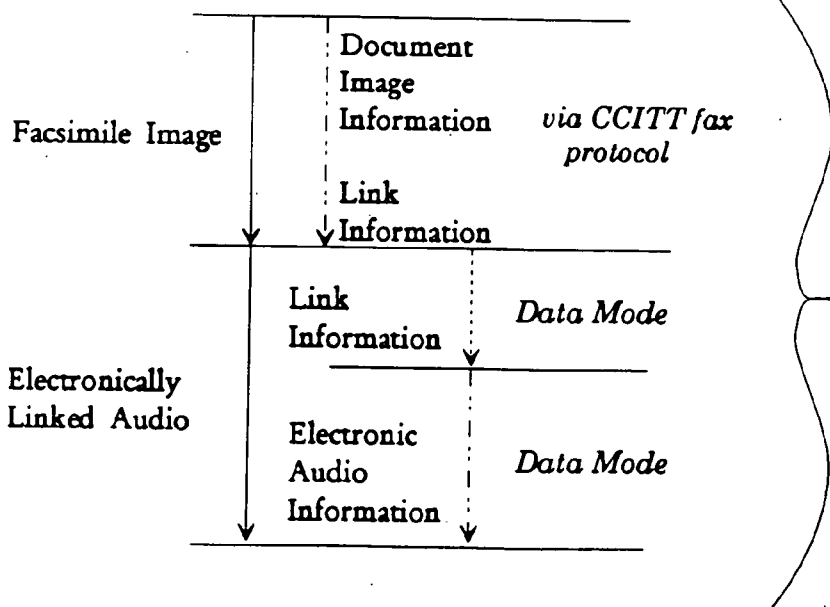 Document
Image
Information
via CCITT fax
protocol
Facsimile Image
Link
Information
Link
Information
Data Mode
Electronically
Linked Audio
Electronic
Audio
Information
Data Mode